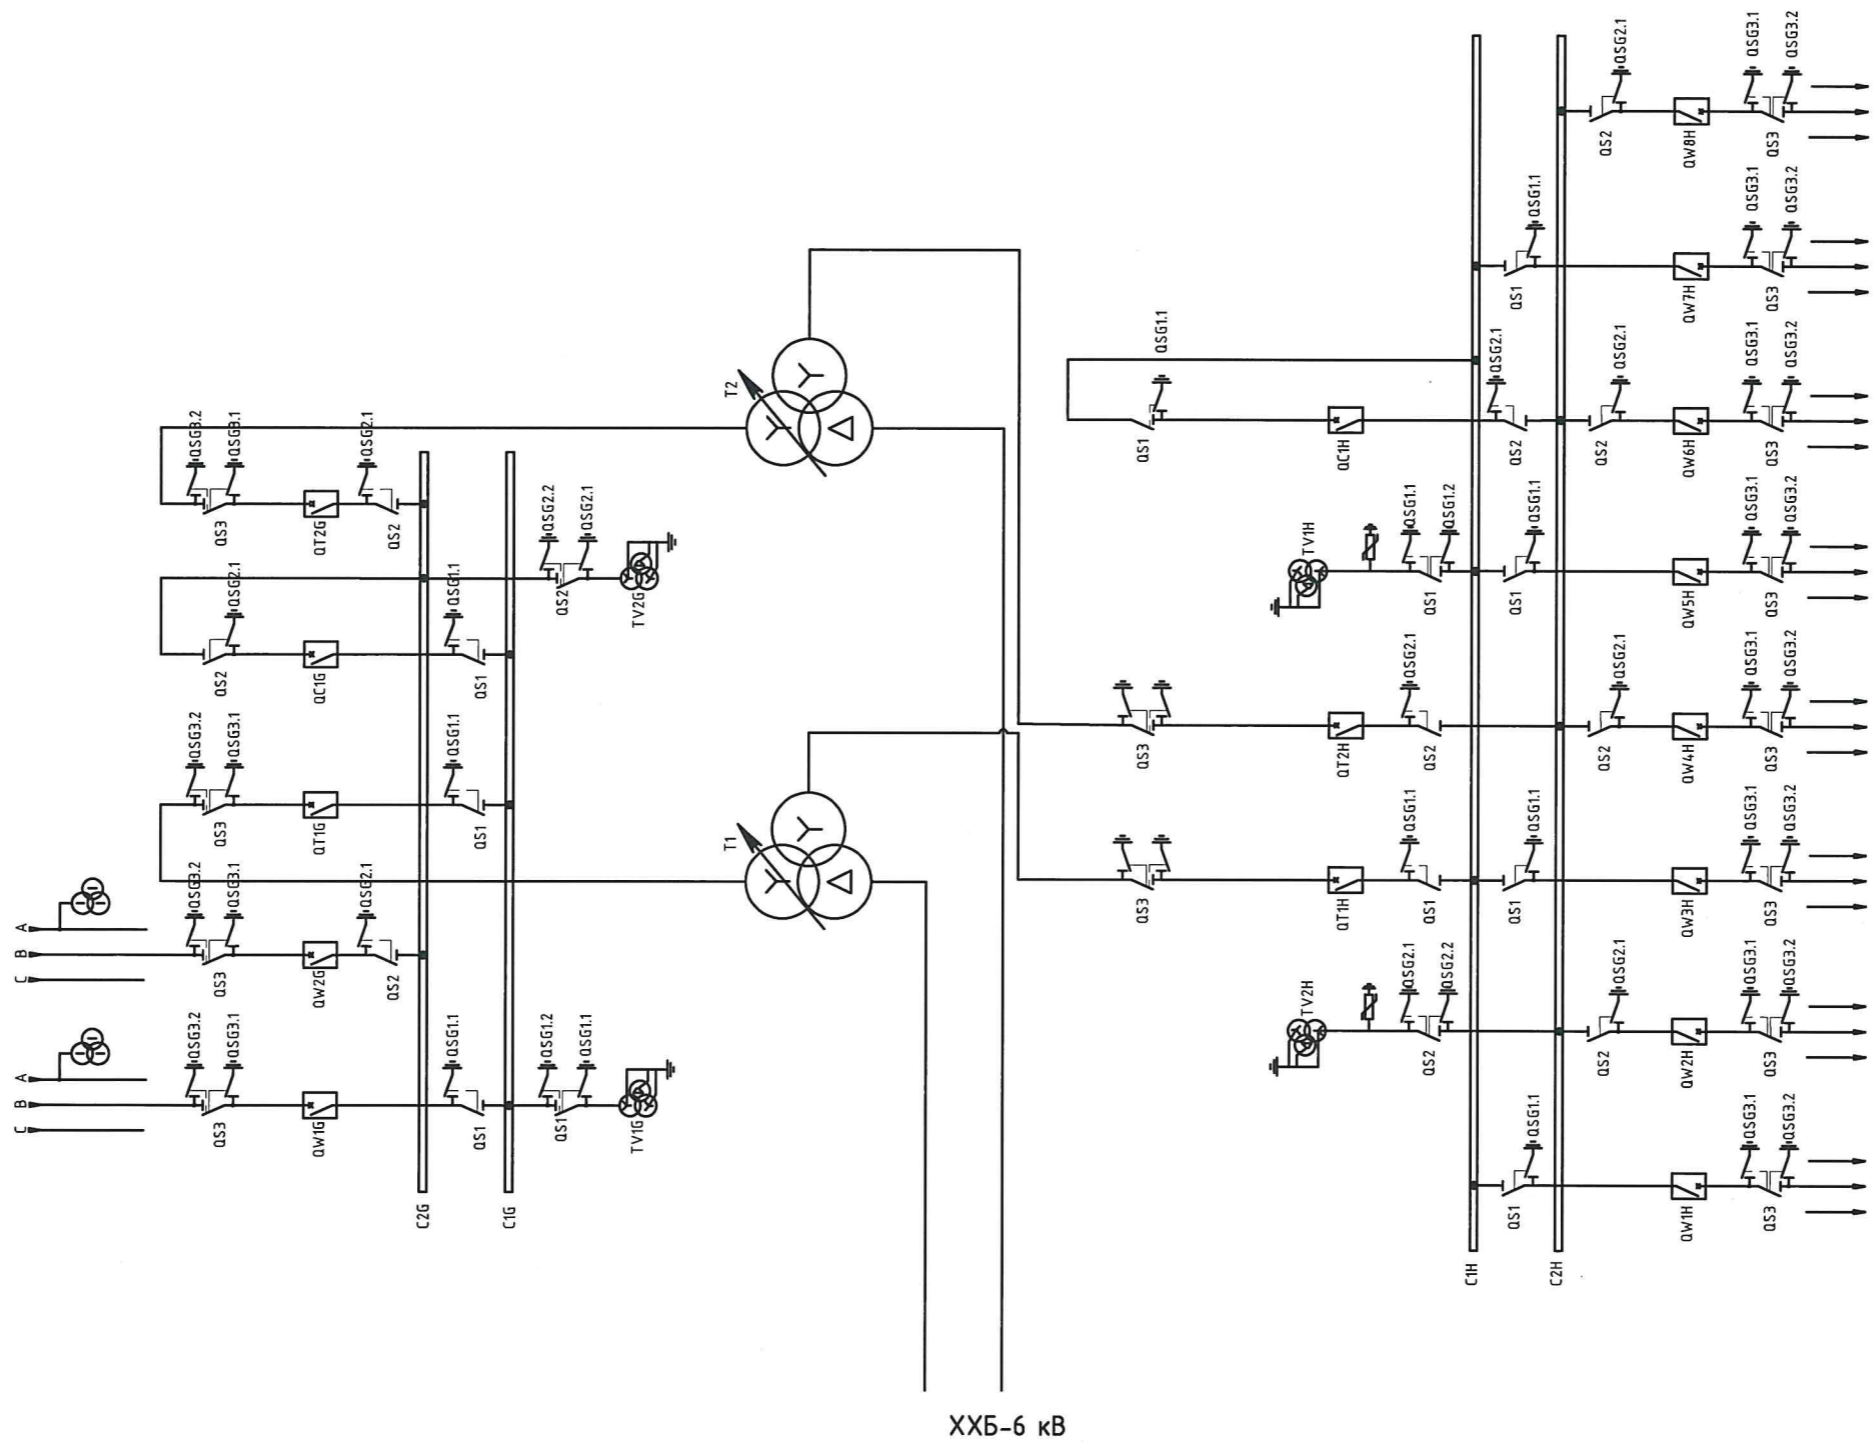 C B A C B A
QSG3.2 QSG3.2 QSG3.2 QSG3.2
QS3 QS3 QS3 QS2 QS3
QSG3.1 QSG3.1 QSG3.1 QSG2.1 QSG3.1
QW1G QW2G QT1G QC1G QT2G
QSG2.1 QSG2.1
QS2 QS2
C2G
QSG1.1 QSG1.1 QSG1.1
QS1 QS1 QS1
C1G
QSG1.2 QSG2.2
QS1 QS2
QSG1.1 QSG2.1
TV1G TV2G
T1 T2
QS3 QS3 QS1
QSG1.1
TV2H TV1H
QT1H QT2H QC1H
QSG2.1 QSG1.1 QSG2.1 QSG1.1
QS2 QS1 QS2 QS1
QSG2.2 QSG1.2
C1H
QSG2.1
QS1 QS1 QS1 QS2 QS1
QSG1.1 QSG1.1 QSG1.1 QSG1.1
C2H
QS2 QS2 QS2 QS2
QSG2.1 QSG2.1 QSG2.1 QSG2.1
QW1H QW2H QW3H QW4H QW5H QW6H QW7H QW8H
QSG3.1 QSG3.1 QSG3.1 QSG3.1 QSG3.1 QSG3.1 QSG3.1 QSG3.1
QS3 QS3 QS3 QS3 QS3 QS3 QS3 QS3
QSG3.2 QSG3.2 QSG3.2 QSG3.2 QSG3.2 QSG3.2 QSG3.2 QSG3.2
ХХБ-6 кВ